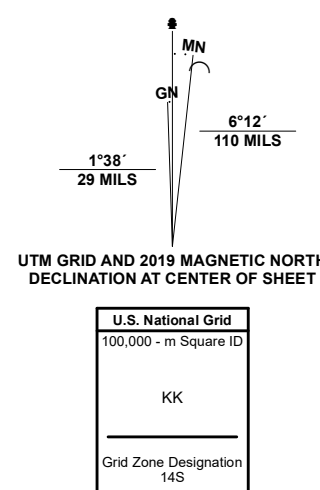 MN
GN
6°12´
110 MILS
1°38´
29 MILS
UTM GRID AND 2019 MAGNETIC NORTH
DECLINATION AT CENTER OF SHEET
U.S. National Grid
100,000 - m Square ID
KK
Grid Zone Designation
14S